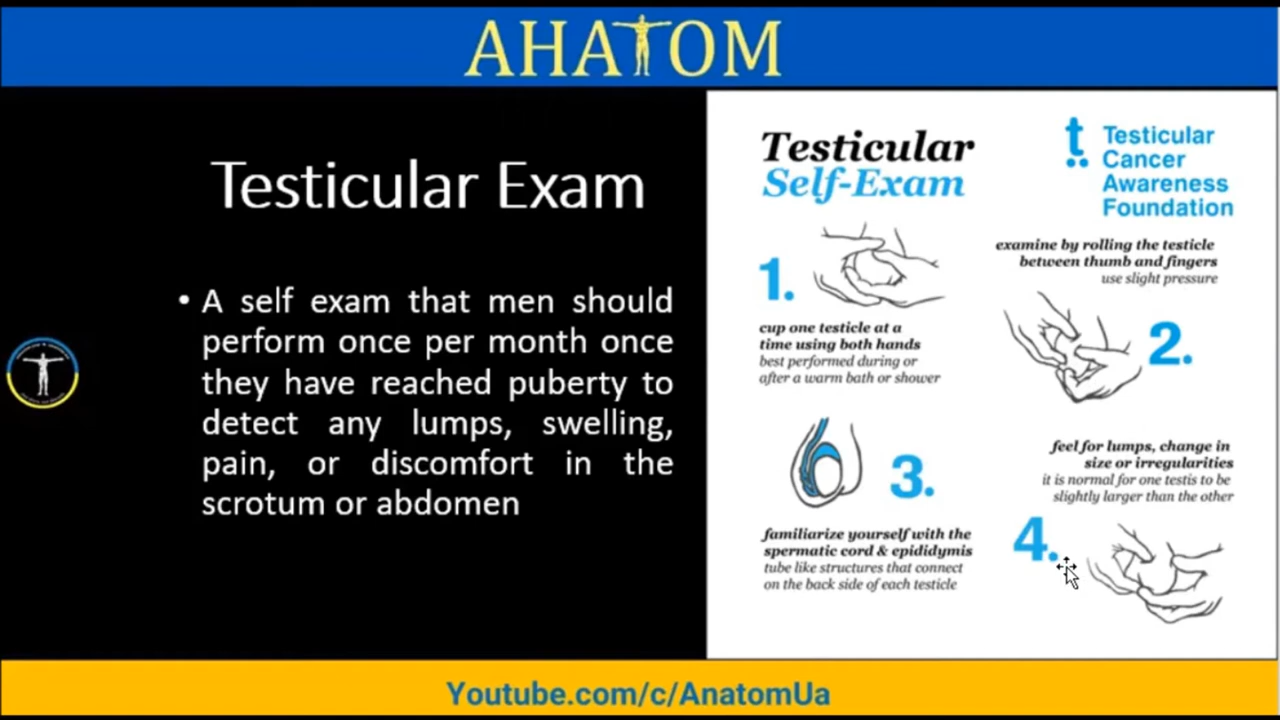 AHATOM
Testicular Exam
• A self exam that men should
perform once per month once
they have reached puberty to
detect any lumps, swelling,
pain, or discomfort in the
scrotum or abdomen
Testicular
Self-Exam
t
Testicular
Cancer
Awareness
Foundation
1.
cup one testicle at a
time using both hands
best performed during or
after a warm bath or shower
examine by rolling the testicle
between thumb and fingers
use slight pressure
2.
3.
familiarize yourself with the
spermatic cord & epididymis
tube like structures that connect
on the back side of each testicle
feel for lumps, change in
size or irregularities
it is normal for one testis to be
slightly larger than the other
4.
Youtube.com/c/AnatomUa